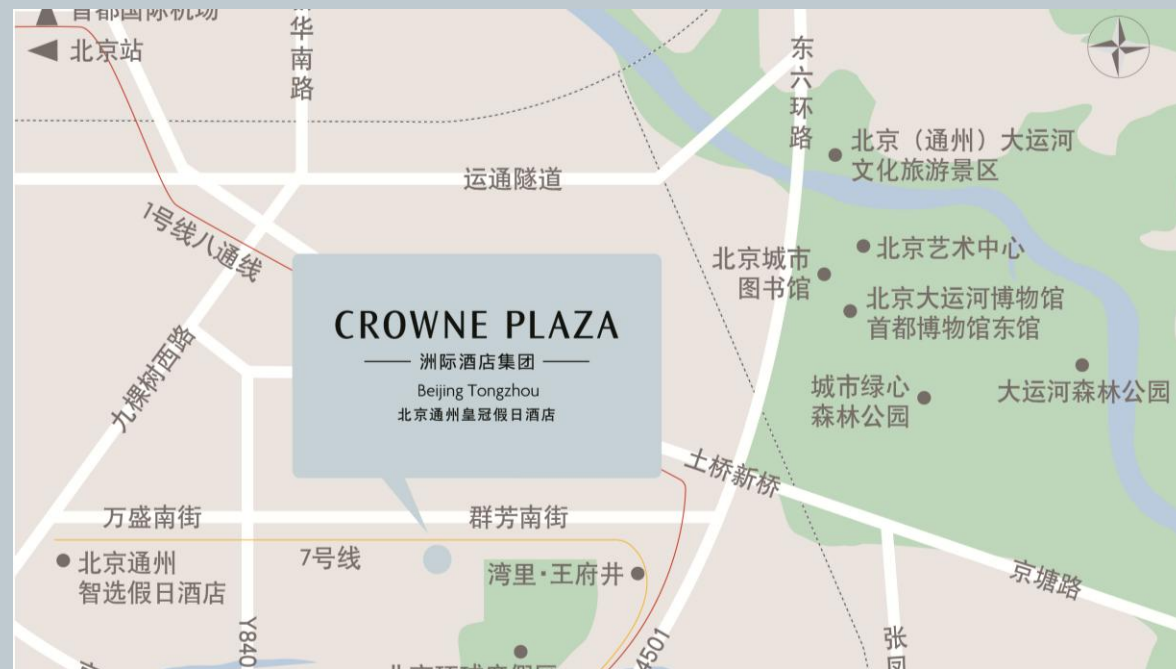 首都国际机场
北京站
华南路
东六环路
北京（通州）大运河
文化旅游景区
运通隧道
1号线八通线
北京艺术中心
北京城市
图书馆
北京大运河博物馆
首都博物馆东馆
CROWNE PLAZA
洲际酒店集团
Beijing Tongzhou
北京通州皇冠假日酒店
九棵树西路
城市绿心
森林公园
大运河森林公园
土桥新桥
万盛南街
群芳南街
7号线
北京通州
智选假日酒店
湾里·王府井
京塘路
Y840
4501
张